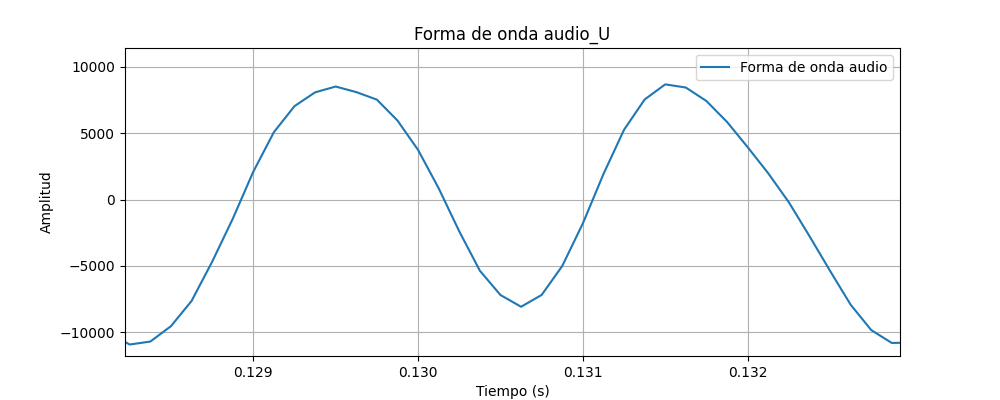 Forma de onda audio_U
Forma de onda audio
10000
5000
0
−5000
−10000
Amplitud
0.129
0.130
0.131
0.132
Tiempo (s)